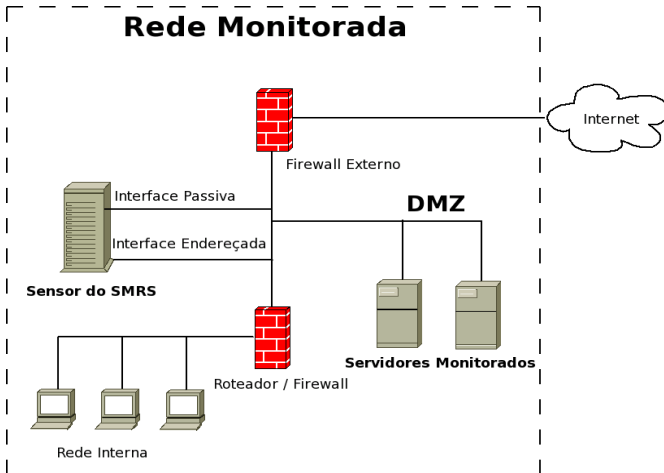 Rede Monitorada
Internet
Firewall Externo
Interface Passiva
DMZ
Interface Endereçada
Sensor do SMRS
Servidores Monitorados
Roteador / Firewall
Rede Interna